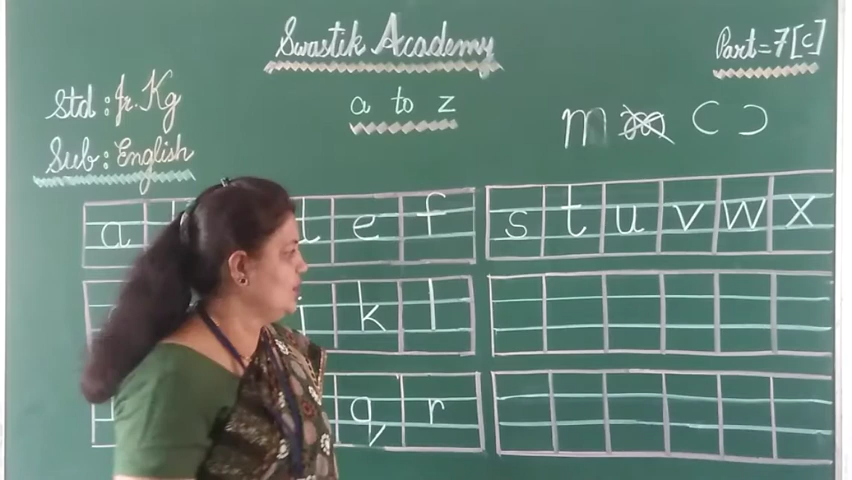 Swastik Academy
Part = 7 [c]
Std : Jr. Kg
a to z
m c
Sub : English
a e f s t u v w x
k l
q r